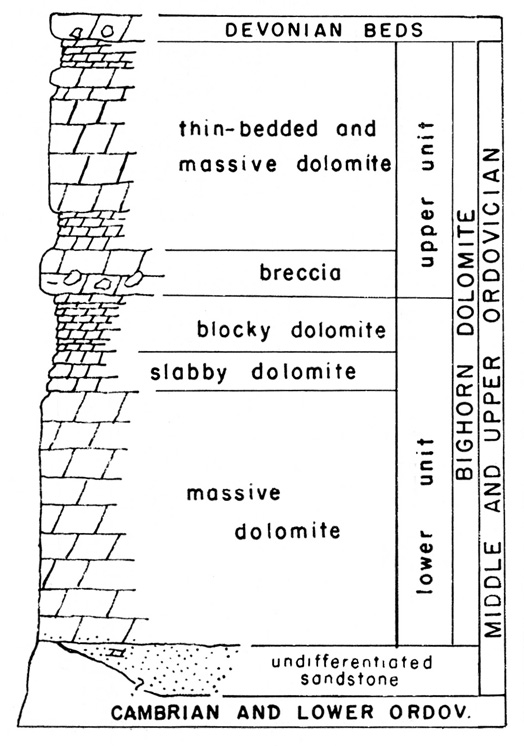 DEVONIAN BEDS
thin-bedded and
massive dolomite
breccia
blocky dolomite
slabby dolomite
massive
dolomite
undifferentiated
sandstone
CAMBRIAN AND LOWER ORDOV.
upper unit
lower unit
BIGHORN DOLOMITE
MIDDLE AND UPPER ORDOVICIAN